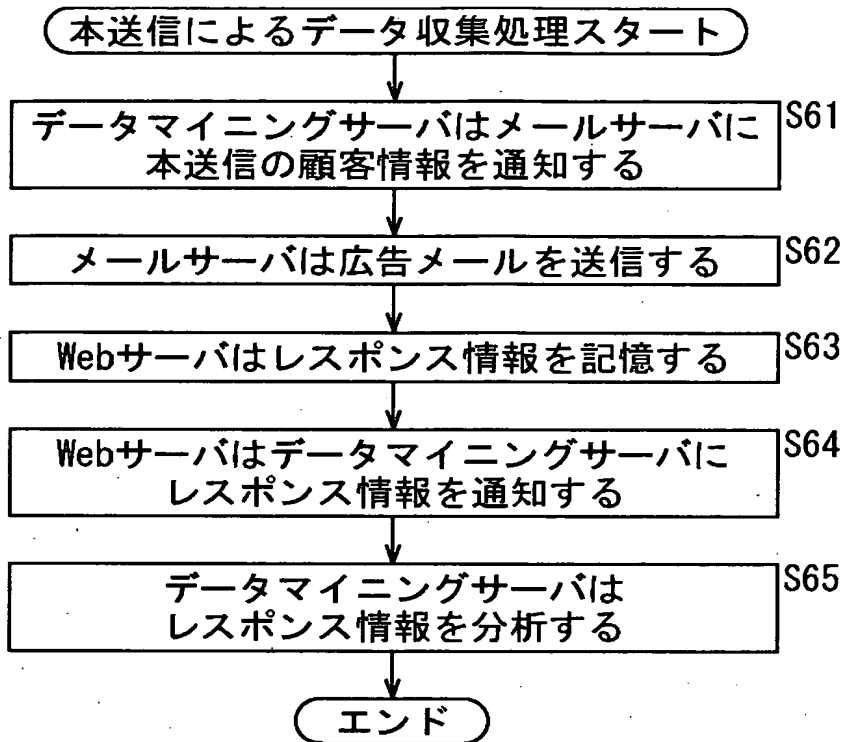 本送信によるデータ収集処理スタート
データマイニングサーバはメールサーバに
本送信の顧客情報を通知する
S61
メールサーバは広告メールを送信する
S62
Webサーバはレスポンス情報を記憶する
S63
Webサーバはデータマイニングサーバに
レスポンス情報を通知する
S64
データマイニングサーバは
レスポンス情報を分析する
S65
エンド